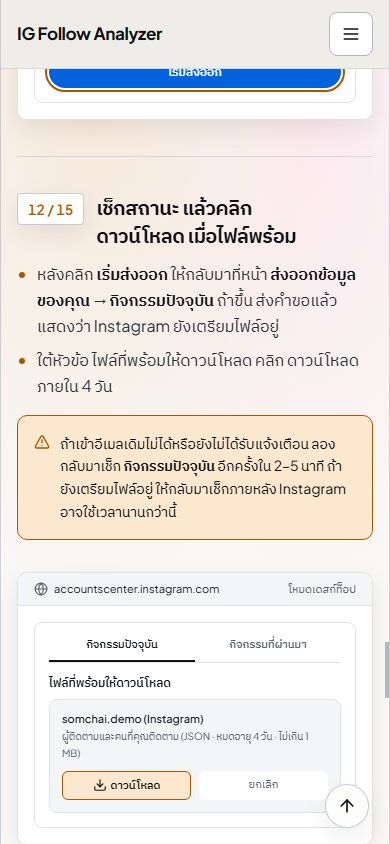 IG Follow Analyzer
เริ่มส่งออก
12 / 15
เช็กสถานะ แล้วคลิก
ดาวน์โหลด เมื่อไฟล์พร้อม
หลังคลิก เริ่มส่งออก ให้กลับมาที่หน้า ส่งออกข้อมูล
ของคุณ → กิจกรรมปัจจุบัน ถ้าขึ้น ส่งคำขอแล้ว
แสดงว่า Instagram ยังเตรียมไฟล์อยู่
ใต้หัวข้อ ไฟล์ที่พร้อมให้ดาวน์โหลด คลิก ดาวน์โหลด
ภายใน 4 วัน
ถ้าเข้าอีเมลเดิมไม่ได้หรือยังไม่ได้รับแจ้งเตือน ลอง
กลับมาเช็ก กิจกรรมปัจจุบัน อีกครั้งใน 2–5 นาที ถ้า
ยังเตรียมไฟล์อยู่ ให้กลับมาเช็กภายหลัง Instagram
อาจใช้เวลานานกว่านี้
accountscenter.instagram.com
โหมดเดสก์ท็อป
กิจกรรมปัจจุบัน
กิจกรรมที่ผ่านมา
ไฟล์ที่พร้อมให้ดาวน์โหลด
somchai.demo (Instagram)
ผู้ติดตามและคนที่คุณติดตาม (JSON · หมดอายุ 4 วัน · ไม่เกิน 1
MB)
ดาวน์โหลด
ยกเลิก